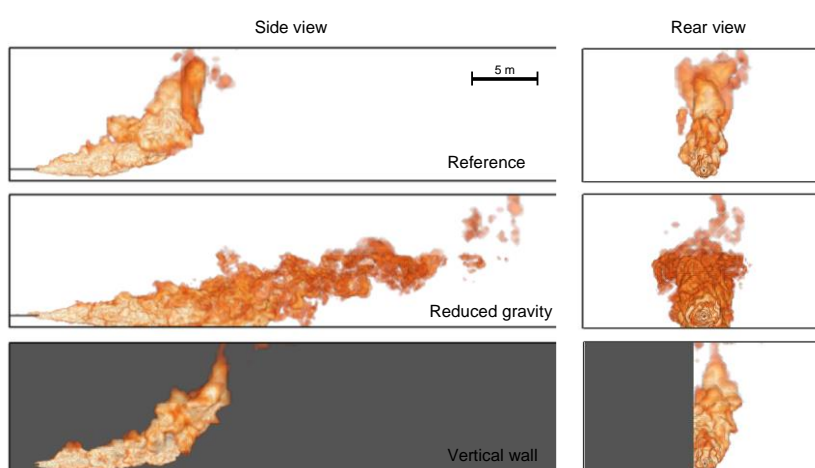 Side view
Rear view
5 m
Reference
Reduced gravity
Vertical wall